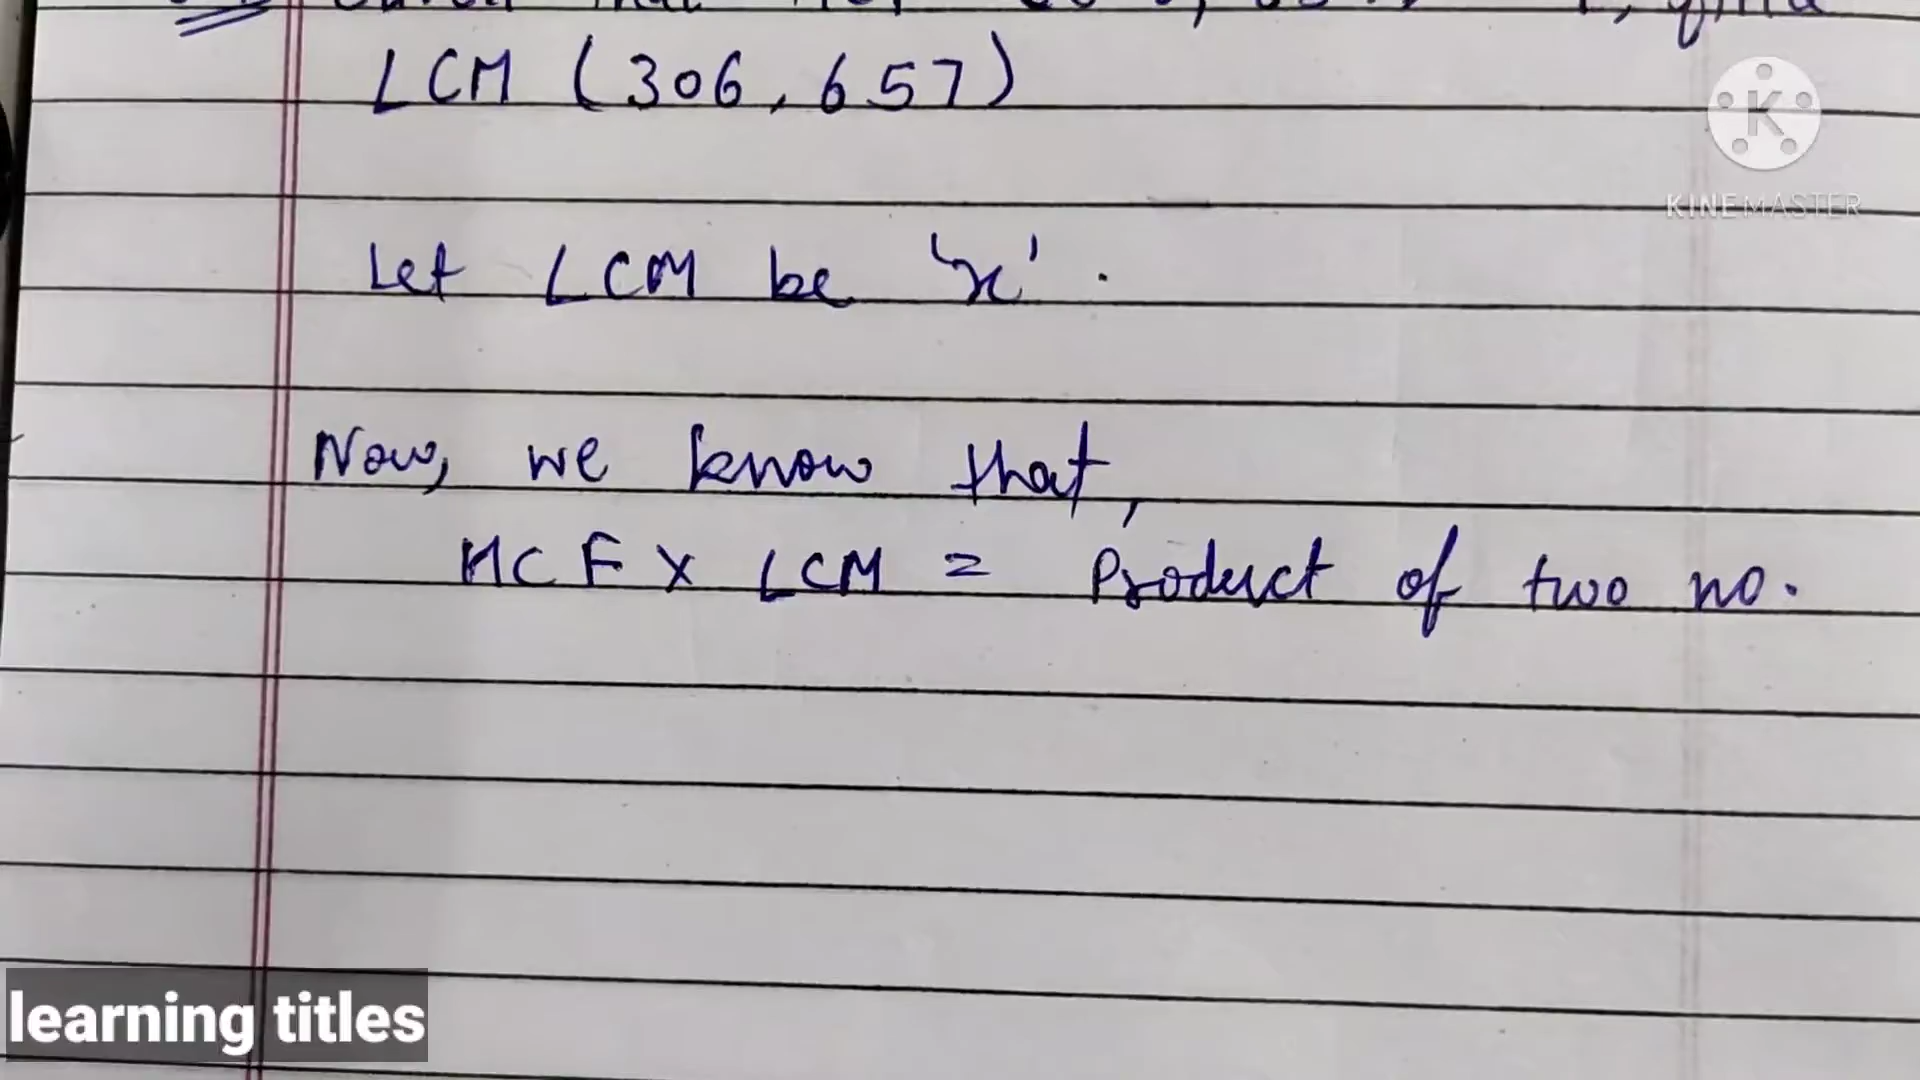 LCM (306, 657)
K
KINEMASTER
Let LCM be 'x'.
Now, we know that,
HCF X LCM = Product of two no.
learning titles